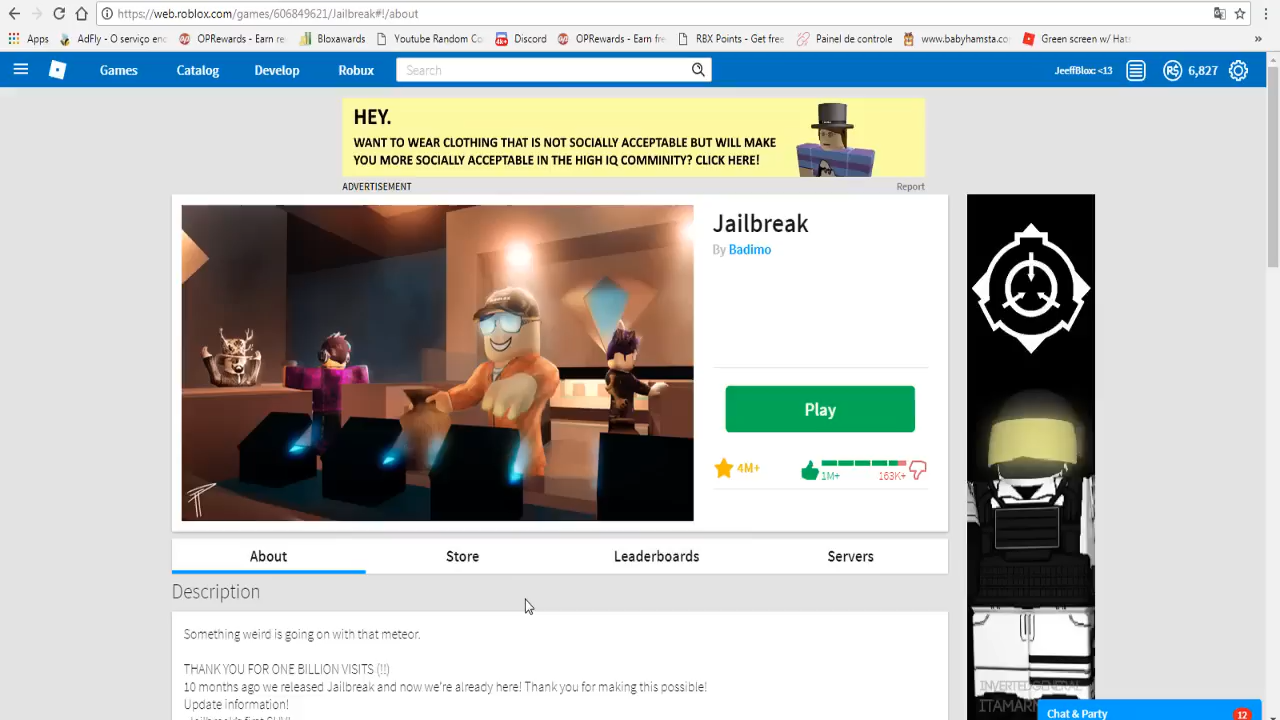 https://web.roblox.com/games/606849621/Jailbreak#!/about
Apps AdFly - O serviço enc OPRewards - Earn re Bloxawards Youtube Random Co Discord OPRewards - Earn fre RBX Points - Get free Painel de controle www.babyhamsta.co Green screen w/ Hats »
Games Catalog Develop Robux Search JeeffBlox: <13 R$ 6,827
HEY.
WANT TO WEAR CLOTHING THAT IS NOT SOCIALLY ACCEPTABLE BUT WILL MAKE
YOU MORE SOCIALLY ACCEPTABLE IN THE HIGH IQ COMMINITY? CLICK HERE!
ADVERTISEMENT Report
Jailbreak
By Badimo
Play
4M+ 1M+ 163K+
About Store Leaderboards Servers
Description
Something weird is going on with that meteor.
THANK YOU FOR ONE BILLION VISITS (!!)
10 months ago we released Jailbreak and now we're already here! Thank you for making this possible!
Update information!
INVERTEDGENERAL
Chat & Party 12